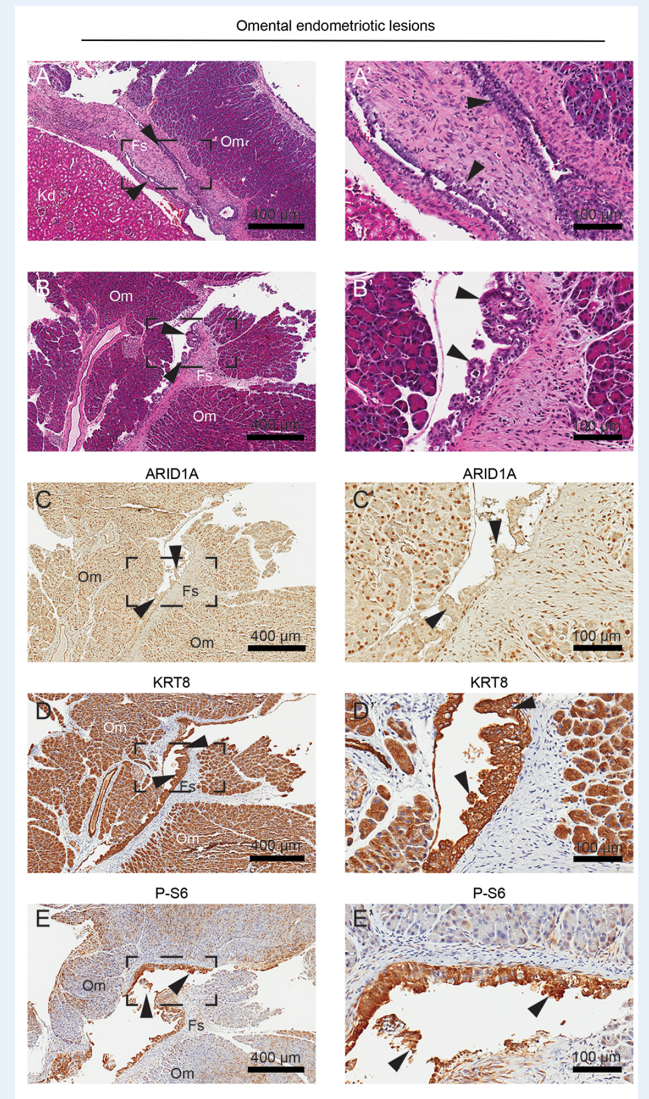 Omental endometriotic lesions
A
Fs
Om
Kd
400 µm
A'
100 µm
B
Om
Fs
Om
400 µm
B'
100 µm
ARID1A
C
Om
Fs
Om
400 µm
ARID1A
C'
100 µm
KRT8
D
Om
Fs
Om
400 µm
KRT8
D'
100 µm
P-S6
E
Om
Fs
Om
400 µm
P-S6
E'
100 µm